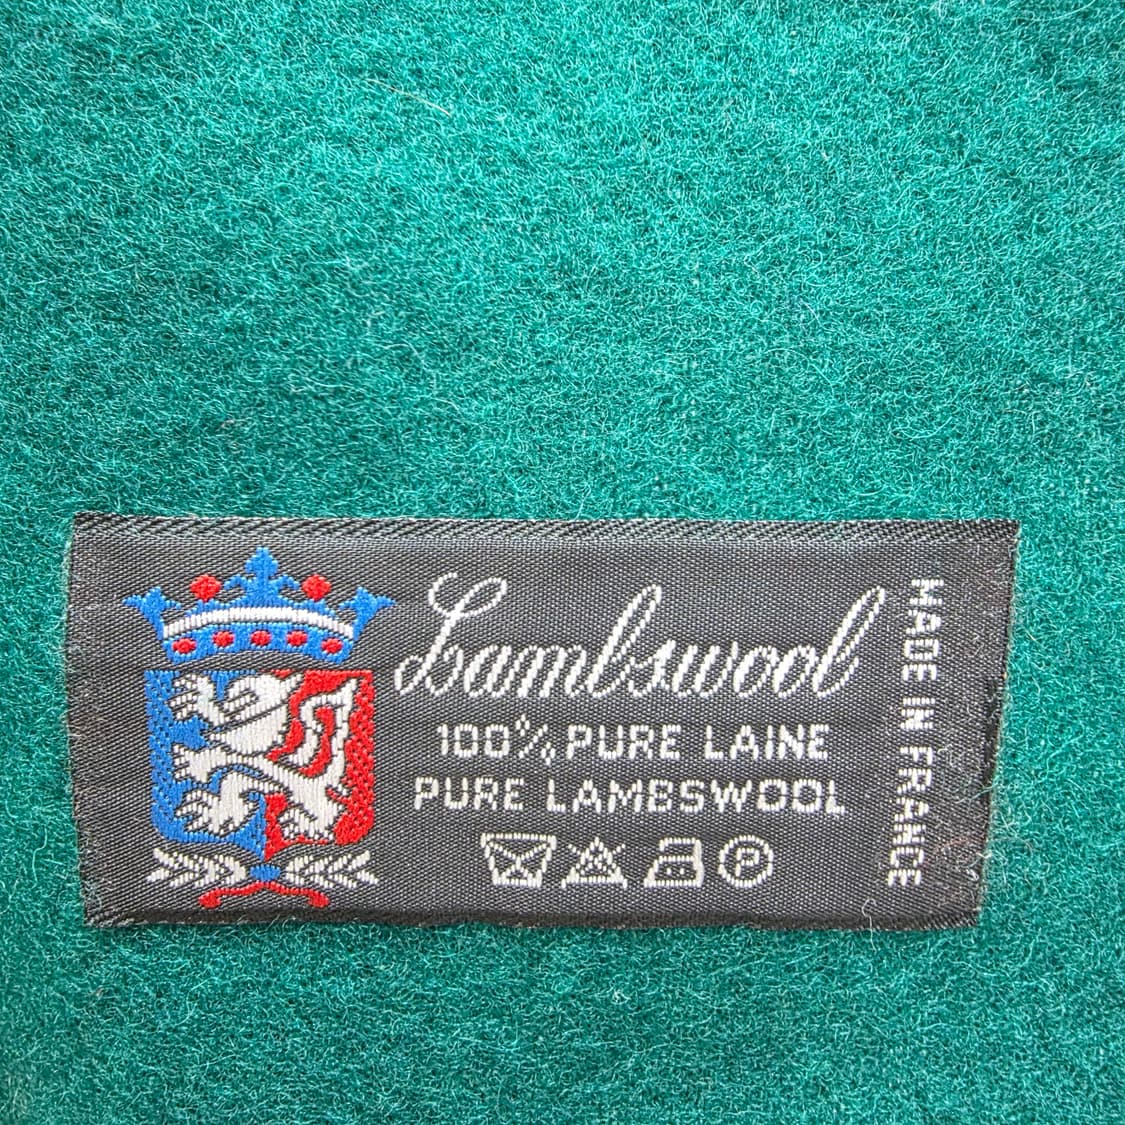 Lambswool
100% PURE LAINE
PURE LAMBSWOOL
P
MADE IN FRANCE